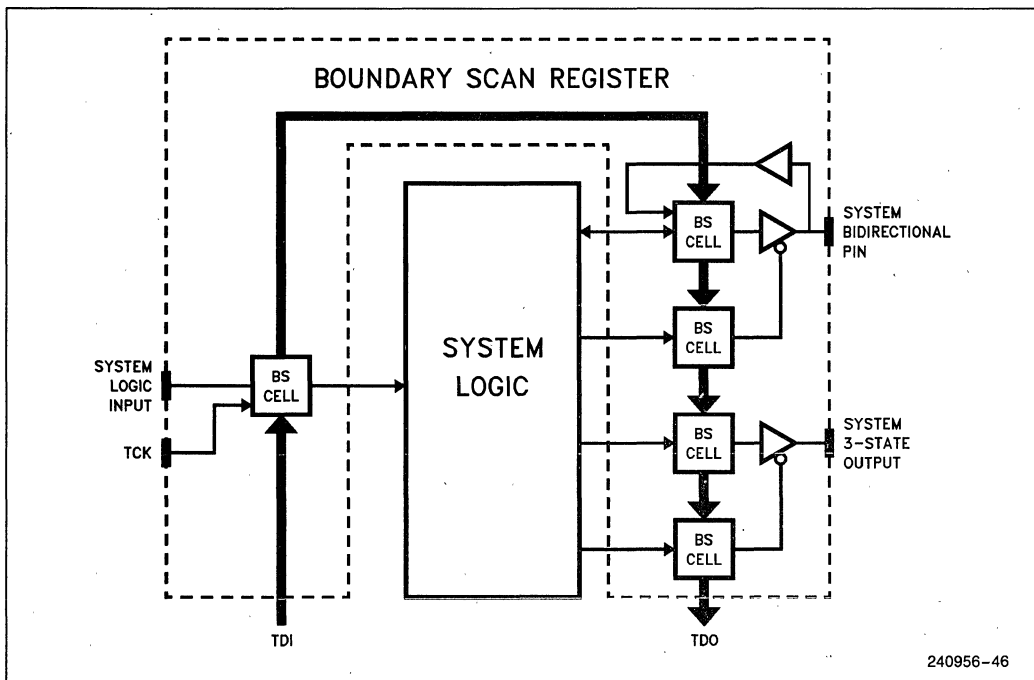 BOUNDARY SCAN REGISTER
SYSTEM
BIDIRECTIONAL
PIN
BS
CELL
BS
CELL
SYSTEM
LOGIC
INPUT
BS
CELL
SYSTEM
LOGIC
TCK
BS
CELL
SYSTEM
3-STATE
OUTPUT
BS
CELL
TDI
TDO
240956-46